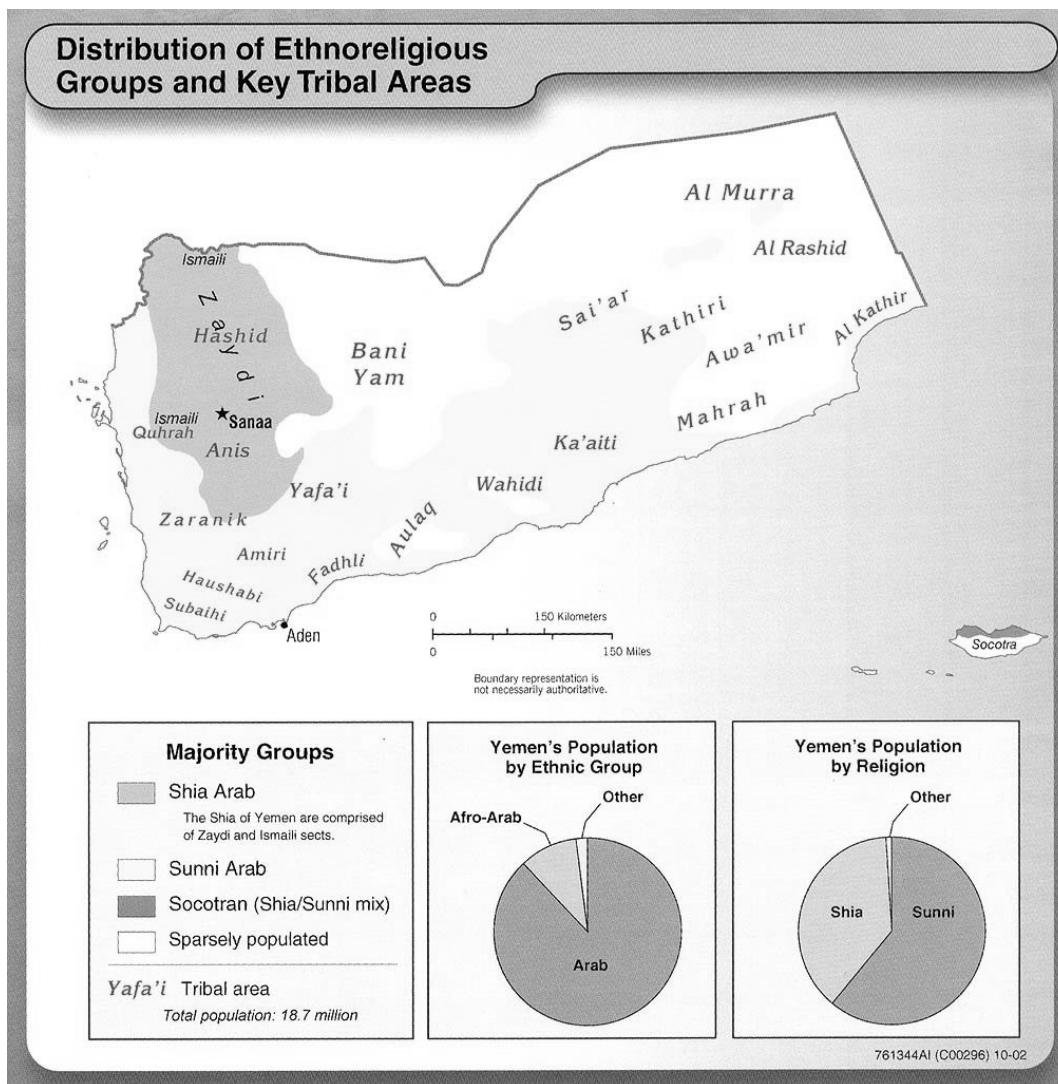 Distribution of Ethnoreligious
Groups and Key Tribal Areas
Al Murra
Al Rashid
Ismaili
Zaydi
Hashid
Sai'ar
Kathiri
Al Kathir
Awa'mir
Bani
Yam
Mahrah
Ismaili
Sanaa
Quhrah
Anis
Ka'aiti
Wahidi
Yafa'i
Zaranik
Aulaq
Amiri
Fadhli
Haushabi
Subaihi
Aden
0 150 Kilometers
0 150 Miles
Boundary representation is
not necessarily authoritative.
Socotra
Majority Groups
Shia Arab
The Shia of Yemen are comprised
of Zaydi and Ismaili sects.
Sunni Arab
Socotran (Shia/Sunni mix)
Sparsely populated
Yafa'i Tribal area
Total population: 18.7 million
Yemen's Population
by Ethnic Group
Other
Afro-Arab
Arab
Yemen's Population
by Religion
Other
Shia
Sunni
761344AI (C00296) 10-02